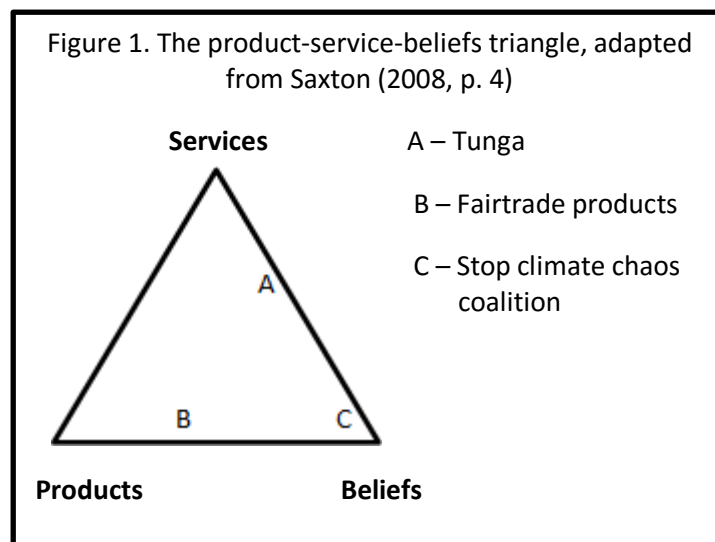 Figure 1. The product-service-beliefs triangle, adapted
from Saxton (2008, p. 4)
Services
A – Tunga
B – Fairtrade products
C – Stop climate chaos
coalition
A
B
C
Products
Beliefs